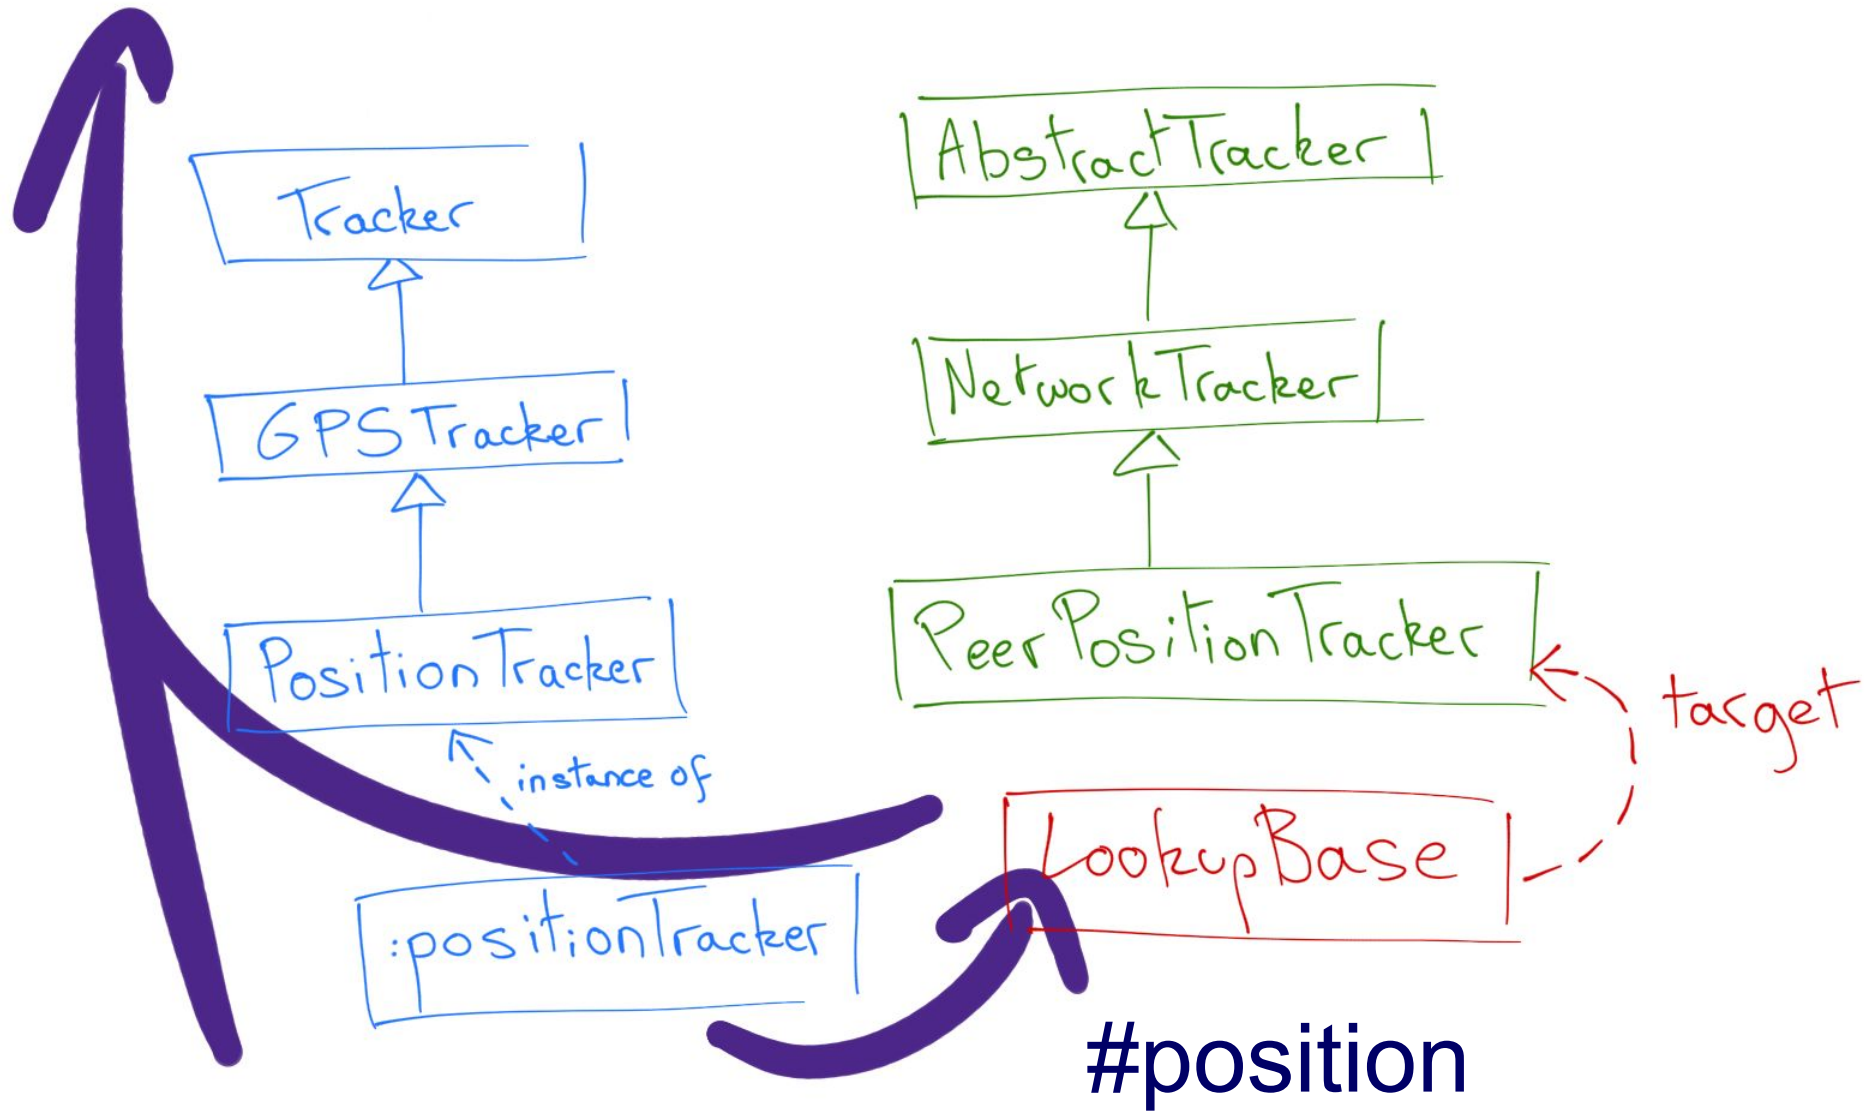 Tracker
GPSTracker
PositionTracker
instance of
:positionTracker
AbstractTracker
NetworkTracker
PeerPositionTracker
target
LookupBase
#position